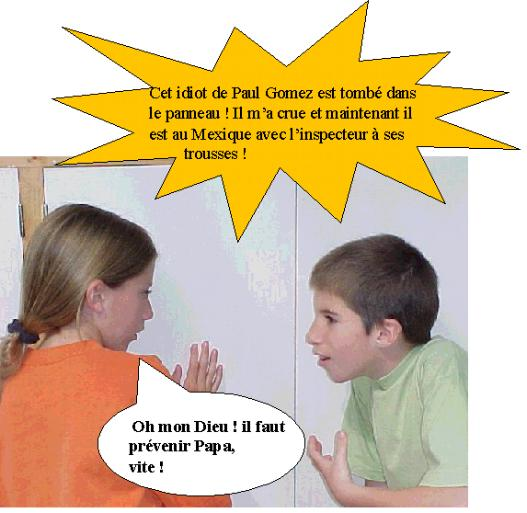 Cet idiot de Paul Gomez est tombé dans
le panneau ! Il m’a crue et maintenant il
est au Mexique avec l’inspecteur à ses
trousses !
Oh mon Dieu ! il faut
prévenir Papa,
vite !